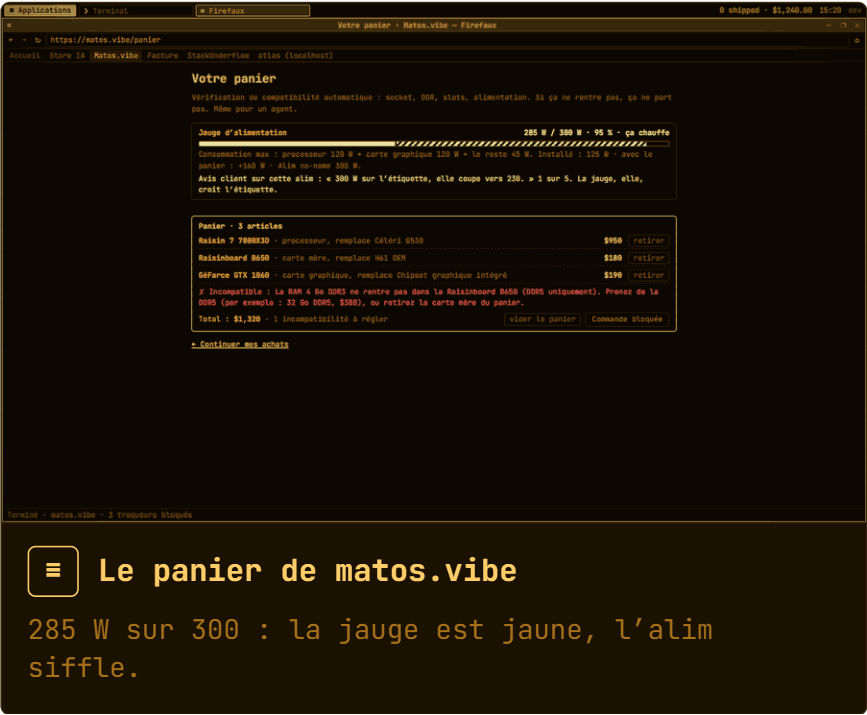 Applications
Terminal
Firefaux
0 shipped · $1,240.00 15:20 dev
Votre panier · Matos.vibe — Firefaux
https://matos.vibe/panier
Accueil Store IA Matos.vibe Facture StackUnderflow atlas (localhost)
Votre panier
Vérification de compatibilité automatique : socket, DDR, slots, alimentation. Si ça ne rentre pas, ça ne part
pas. Même pour un agent.
Jauge d'alimentation 285 W / 300 W · 95 % · ça chauffe
Consommation max : processeur 120 W + carte graphique 120 W + le reste 45 W. Installé : 125 W · avec le
panier : +160 W · Alim no-name 300 W.
Avis client sur cette alim : « 300 W sur l'étiquette, elle coupe vers 230. » 1 sur 5. La jauge, elle,
croit l'étiquette.
Panier · 3 articles
Raisin 7 7800X3D · processeur, remplace Céléri G530 $950 retirer
Raisinboard B650 · carte mère, remplace H61 OEM $180 retirer
GéFarce GTX 1060 · carte graphique, remplace Chipset graphique intégré $190 retirer
✗ Incompatible : La RAM 4 Go DDR3 ne rentre pas dans la Raisinboard B650 (DDR5 uniquement). Prenez de la
DDR5 (par exemple : 32 Go DDR5, $380), ou retirez la carte mère du panier.
Total : $1,320 · 1 incompatibilité à régler vider le panier Commande bloquée
← Continuer mes achats
Terminé · matos.vibe · 3 traqueurs bloqués
Le panier de matos.vibe
285 W sur 300 : la jauge est jaune, l'alim
siffle.